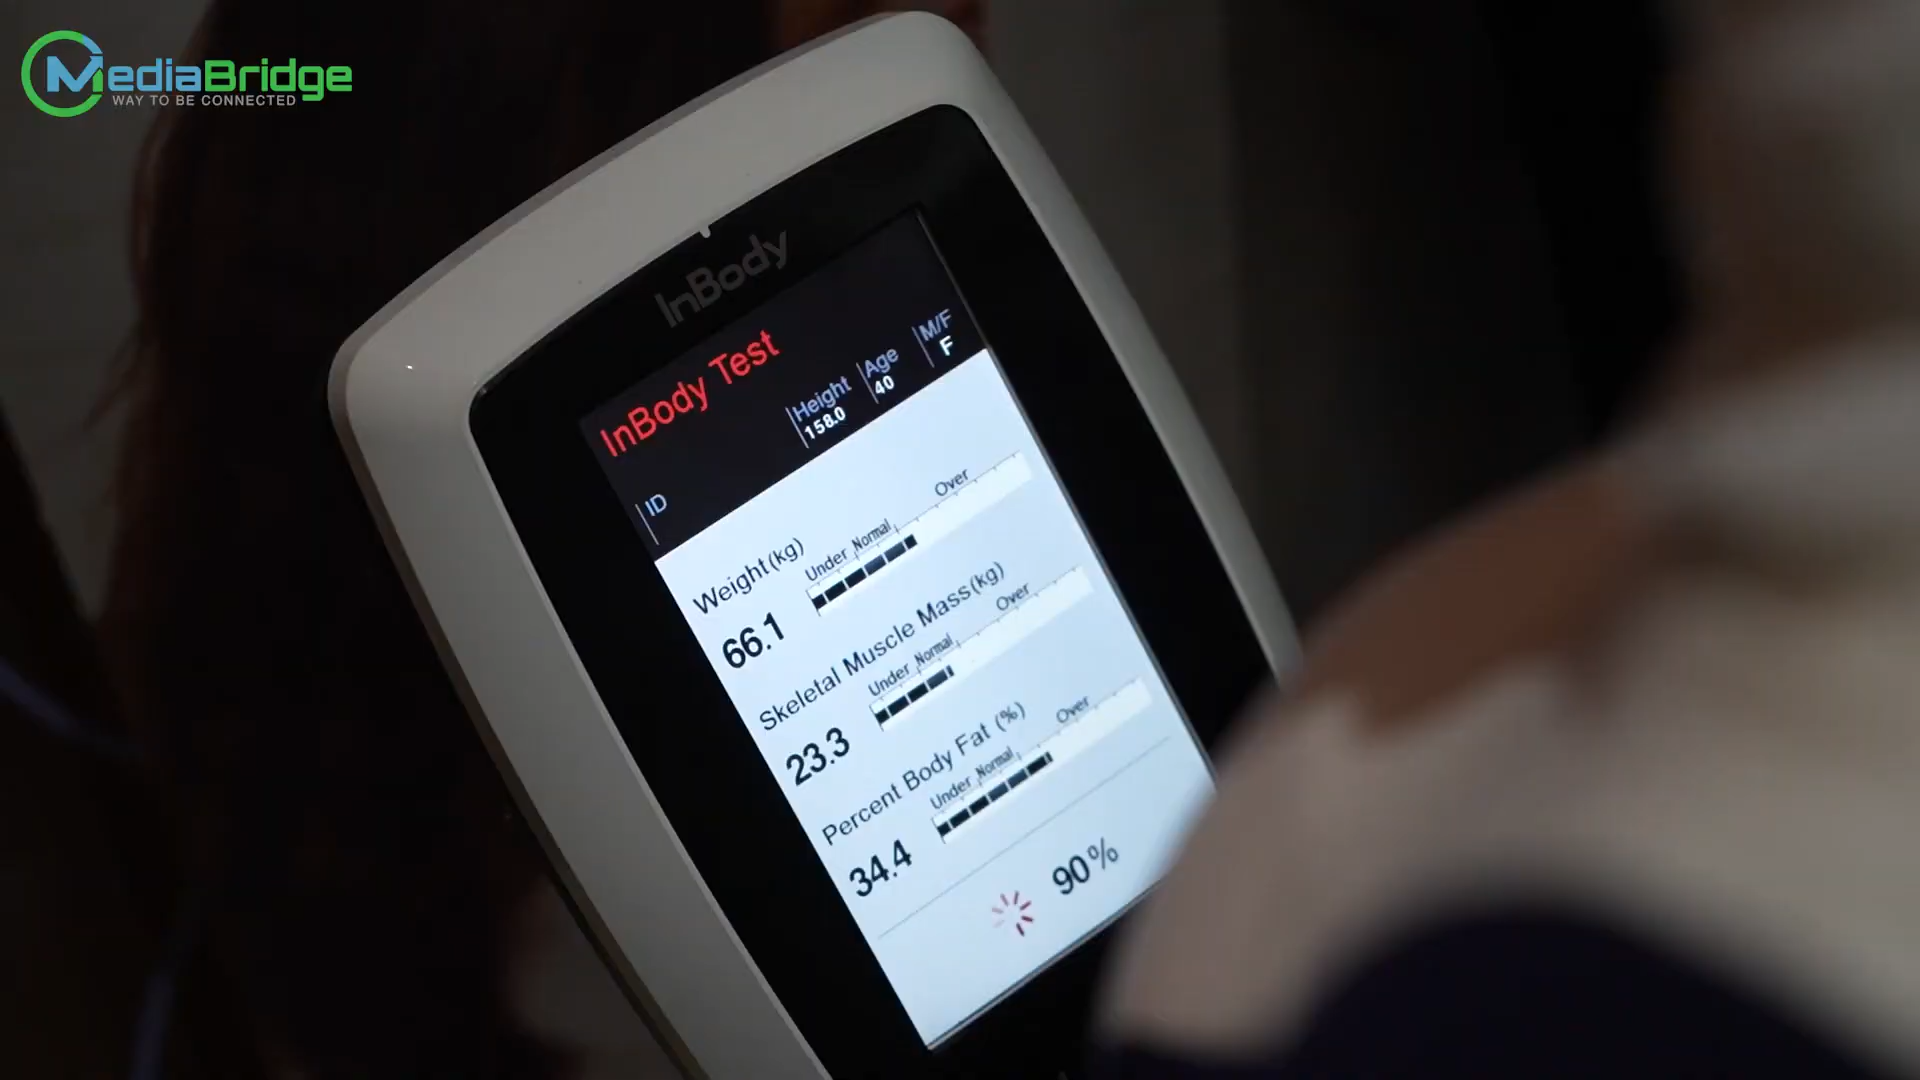 MediaBridge
WAY TO BE CONNECTED
InBody
InBody Test
ID
Height
158.0
Age
40
M/F
F
Weight(kg)
Under Normal Over
66.1
Skeletal Muscle Mass(kg)
Under Normal Over
23.3
Percent Body Fat (%)
Under Normal Over
34.4
90%